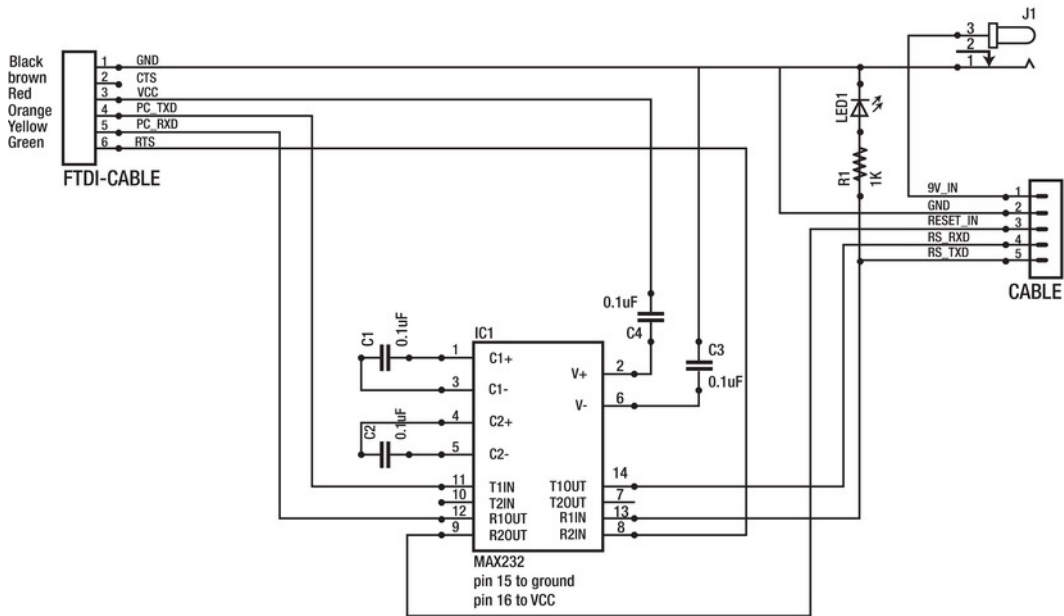 Black
brown
Red
Orange
Yellow
Green
1 GND
2 CTS
3 VCC
4 PC_TXD
5 PC_RXD
6 RTS
FTDI-CABLE
J1
3
2
1
LED1
R1
1K
9V_IN 1
GND 2
RESET_IN 3
RS_RXD 4
RS_TXD 5
CABLE
0.1uF
C4
C3
0.1uF
C1
0.1uF
C2
0.1uF
IC1
1 C1+
3 C1-
4 C2+
5 C2-
11 T1IN
10 T2IN
12 R1OUT
9 R2OUT
V+ 2
V- 6
T1OUT 14
T2OUT 7
R1IN 13
R2IN 8
MAX232
pin 15 to ground
pin 16 to VCC